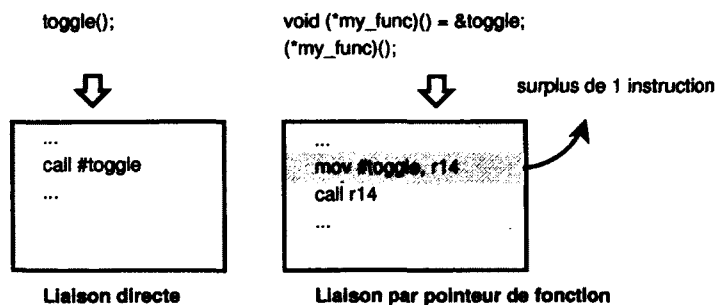 toggle();
void (*my_func)() = &toggle;
(*my_func)();
surplus de 1 instruction
...
call #toggle
...
...
mov #toggle, r14
call r14
...
Liaison directe
Liaison par pointeur de fonction